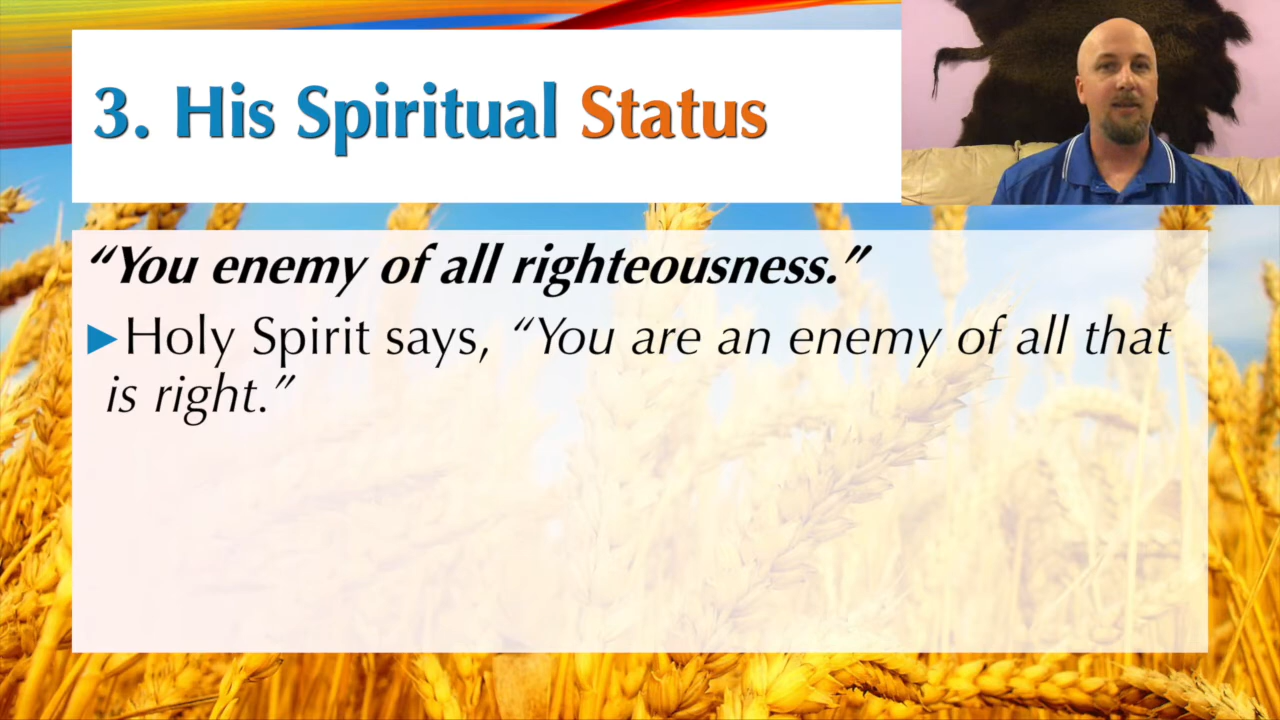 3. His Spiritual Status
“You enemy of all righteousness.”
►Holy Spirit says, “You are an enemy of all that
is right.”